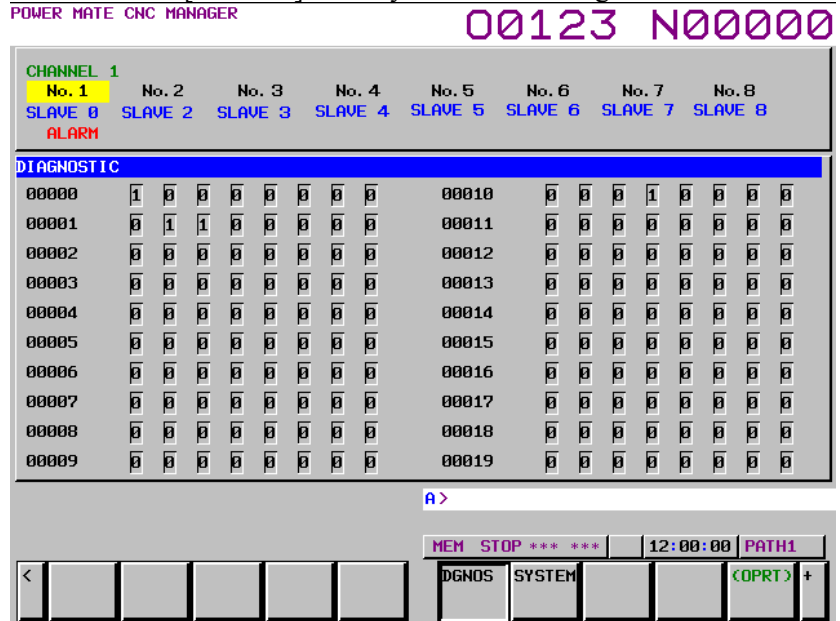 POWER MATE CNC MANAGER O0123 N00000
CHANNEL 1
No.1 No.2 No.3 No.4 No.5 No.6 No.7 No.8
SLAVE 0 SLAVE 2 SLAVE 3 SLAVE 4 SLAVE 5 SLAVE 6 SLAVE 7 SLAVE 8
ALARM
DIAGNOSTIC
00000 1 0 0 0 0 0 0 0 00010 0 0 0 1 0 0 0 0
00001 0 1 1 0 0 0 0 0 00011 0 0 0 0 0 0 0 0
00002 0 0 0 0 0 0 0 0 00012 0 0 0 0 0 0 0 0
00003 0 0 0 0 0 0 0 0 00013 0 0 0 0 0 0 0 0
00004 0 0 0 0 0 0 0 0 00014 0 0 0 0 0 0 0 0
00005 0 0 0 0 0 0 0 0 00015 0 0 0 0 0 0 0 0
00006 0 0 0 0 0 0 0 0 00016 0 0 0 0 0 0 0 0
00007 0 0 0 0 0 0 0 0 00017 0 0 0 0 0 0 0 0
00008 0 0 0 0 0 0 0 0 00018 0 0 0 0 0 0 0 0
00009 0 0 0 0 0 0 0 0 00019 0 0 0 0 0 0 0 0
A>
MEM STOP *** *** 12:00:00 PATH1
< DGNOS SYSTEM (OPRT) +